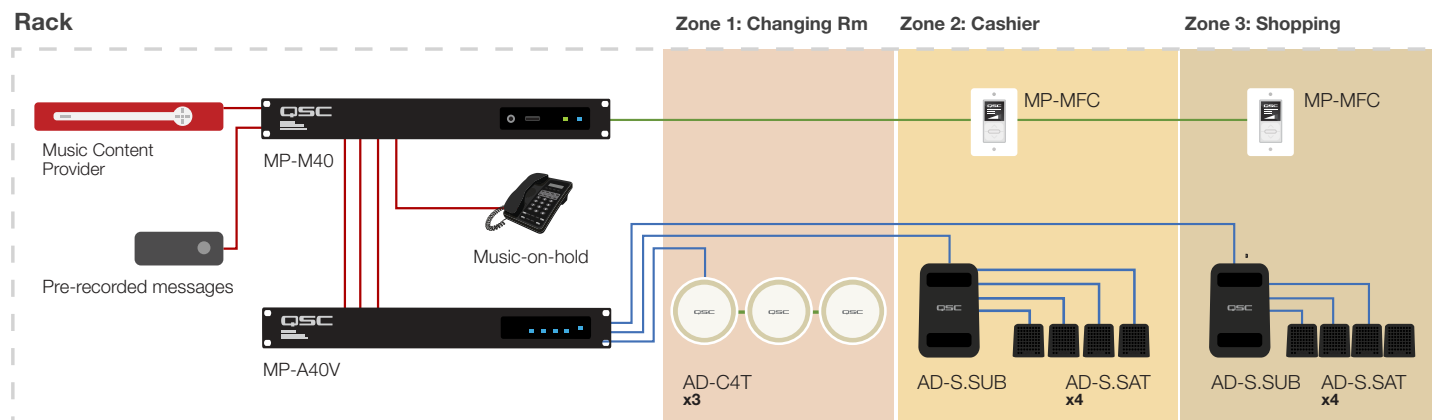 Rack
Zone 1: Changing Rm
Zone 2: Cashier
Zone 3: Shopping
QSC
MP-MFC
MP-MFC
Music Content
Provider
MP-M40
Music-on-hold
Pre-recorded messages
QSC
MP-A40V
QSC
QSC
QSC
QSC
QSC
AD-C4T
x3
AD-S.SUB
AD-S.SAT
x4
AD-S.SUB
AD-S.SAT
x4